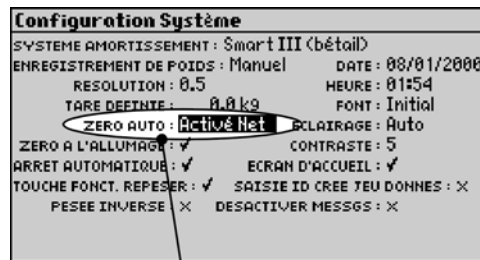 Configuration Système
SYSTEME AMORTISSEMENT : Smart III (bétail)
ENREGISTREMENT DE POIDS : Manuel DATE : 08/01/2000
RESOLUTION : 0.5 HEURE : 01:54
TARE DEFINIE : 0.0 kg FONT : Initial
ZERO AUTO : Activé Net ECLAIRAGE : Auto
ZERO A L'ALLUMAGE : ✓ CONTRASTE : 5
ARRET AUTOMATIQUE : ✓ ECRAN D'ACCUEIL : ✓
TOUCHE FONCT. REPESER : ✓ SAISIE ID CREE JEU DONNES : ×
PESEE INVERSE : × DESACTIVER MESSGS : ×